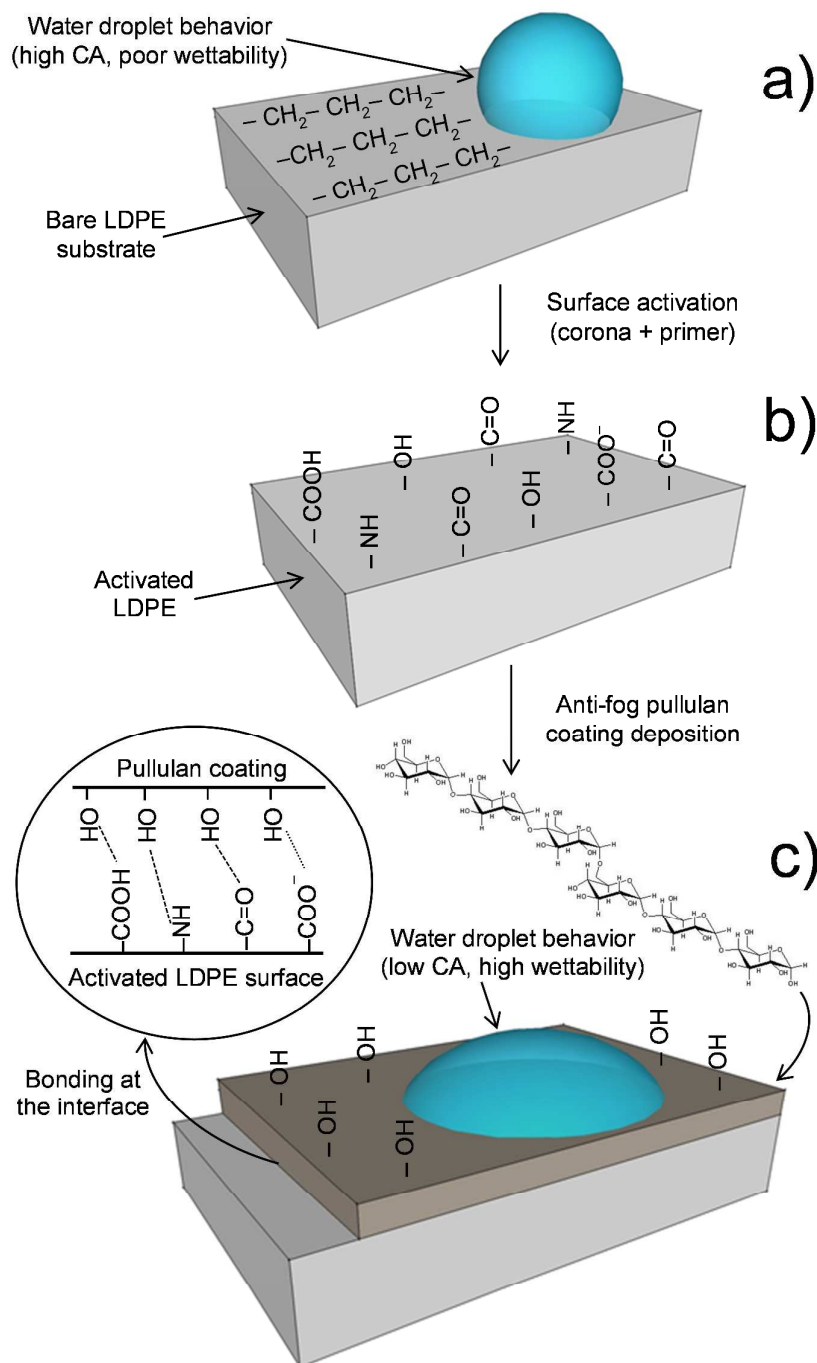 Water droplet behavior
(high CA, poor wettability)
a)
– CH₂– CH₂– CH₂–
–CH₂– CH₂– CH₂–
– CH₂– CH₂– CH₂–
Bare LDPE
substrate
Surface activation
(corona + primer)
b)
– COOH
– OH
– C=O
– NH
– COO⁻
– C=O
– NH
– C=O
– OH
Activated
LDPE
Anti-fog pullulan
coating deposition
Pullulan coating
HO
HO
HO
HO
–COOH
–NH
–C=O
–COO⁻
Activated LDPE surface
c)
Water droplet behavior
(low CA, high wettability)
Bonding at
the interface
– OH
– OH
– OH
– OH
– OH
– OH